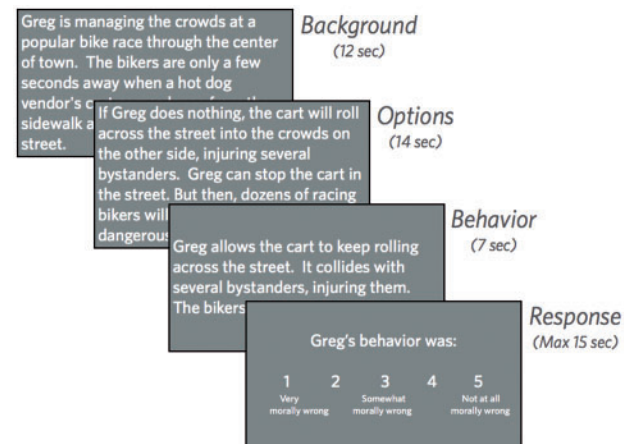 Greg is managing the crowds at a
popular bike race through the center
of town. The bikers are only a few
seconds away when a hot dog
vendor's
sidewalk
street.
Background
(12 sec)
If Greg does nothing, the cart will roll
across the street into the crowds on
the other side, injuring several
bystanders. Greg can stop the cart in
the street. But then, dozens of racing
bikers will
dangerous
Options
(14 sec)
Greg allows the cart to keep rolling
across the street. It collides with
several bystanders, injuring them.
The bikers
Behavior
(7 sec)
Greg's behavior was:
1 2 3 4 5
Very Somewhat Not at all
morally wrong morally wrong morally wrong
Response
(Max 15 sec)